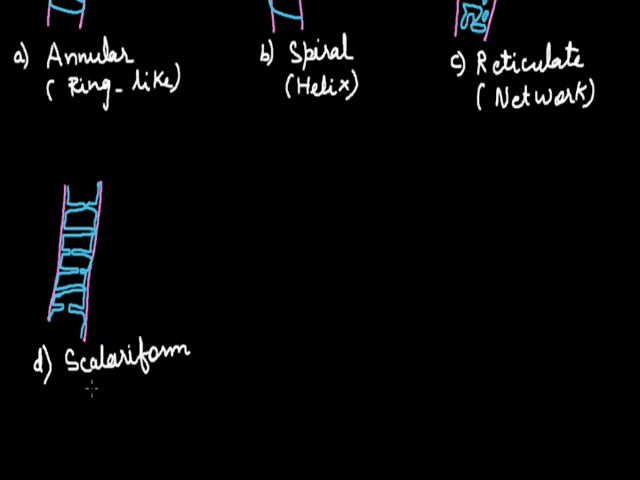 a) Annular
(Ring-like)
b) Spiral
(Helix)
c) Reticulate
(Network)
d) Scalariform